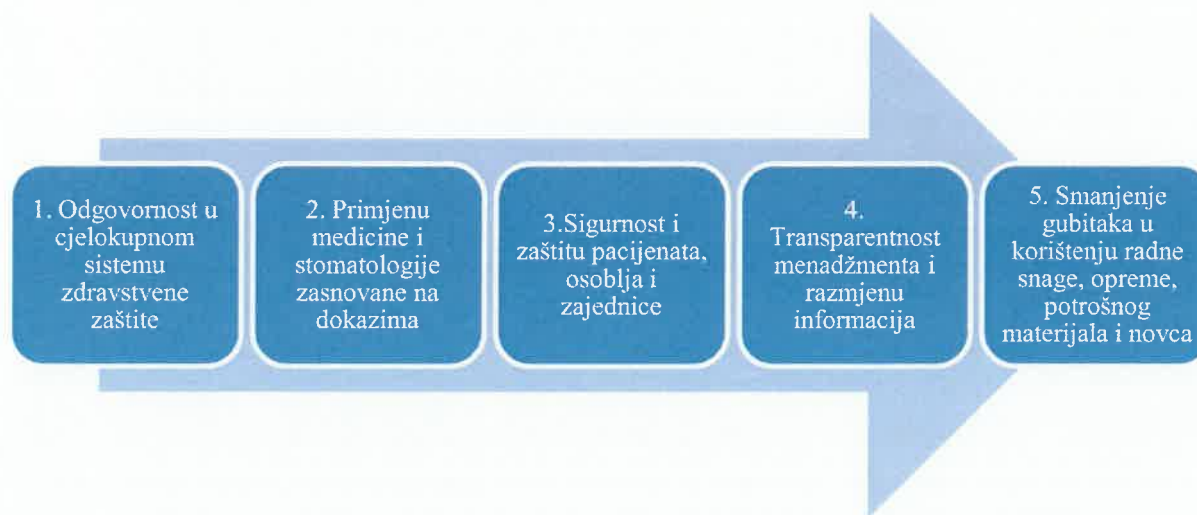 1. Odgovornost u
cjelokupnom
sistemu
zdravstvene
zaštite
2. Primjenu
medicine i
stomatologije
zasnovane na
dokazima
3.Sigurnost i
zaštitu pacijenata,
osoblja i
zajednice
4.
Transparentnost
menadžmenta i
razmjenu
informacija
5. Smanjenje
gubitaka u
korištenju radne
snage, opreme,
potrošnog
materijala i novca